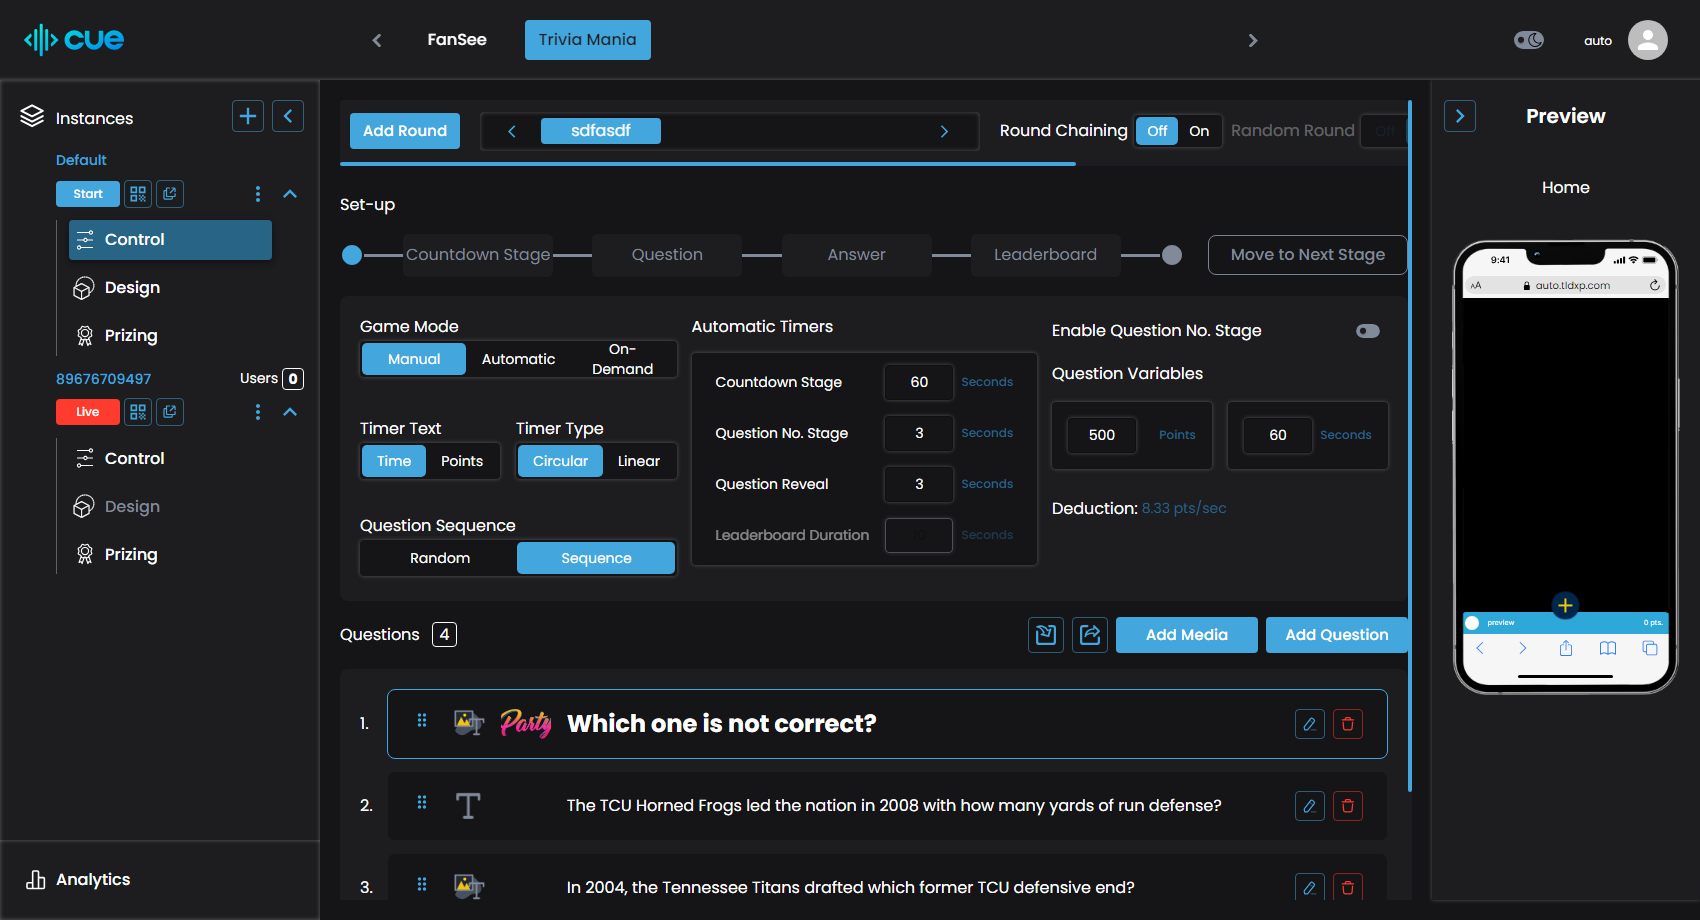 cue
FanSee
Trivia Mania
auto
Instances
Default
Start
Control
Design
Prizing
89676709497
Users 0
Live
Control
Design
Prizing
Analytics
Add Round
sdfasdf
Round Chaining
Off
On
Random Round
Off
Set-up
Countdown Stage
Question
Answer
Leaderboard
Move to Next Stage
Game Mode
Manual
Automatic
On-
Demand
Timer Text
Time
Points
Timer Type
Circular
Linear
Question Sequence
Random
Sequence
Automatic Timers
Countdown Stage 60 Seconds
Question No. Stage 3 Seconds
Question Reveal 3 Seconds
Leaderboard Duration Seconds
Enable Question No. Stage
Question Variables
500 Points
60 Seconds
Deduction: 8.33 pts/sec
Questions 4
Add Media
Add Question
1. Party Which one is not correct?
2. The TCU Horned Frogs led the nation in 2008 with how many yards of run defense?
3. In 2004, the Tennessee Titans drafted which former TCU defensive end?
Preview
Home
9:41
AA auto.tldxp.com
preview 0 pts.